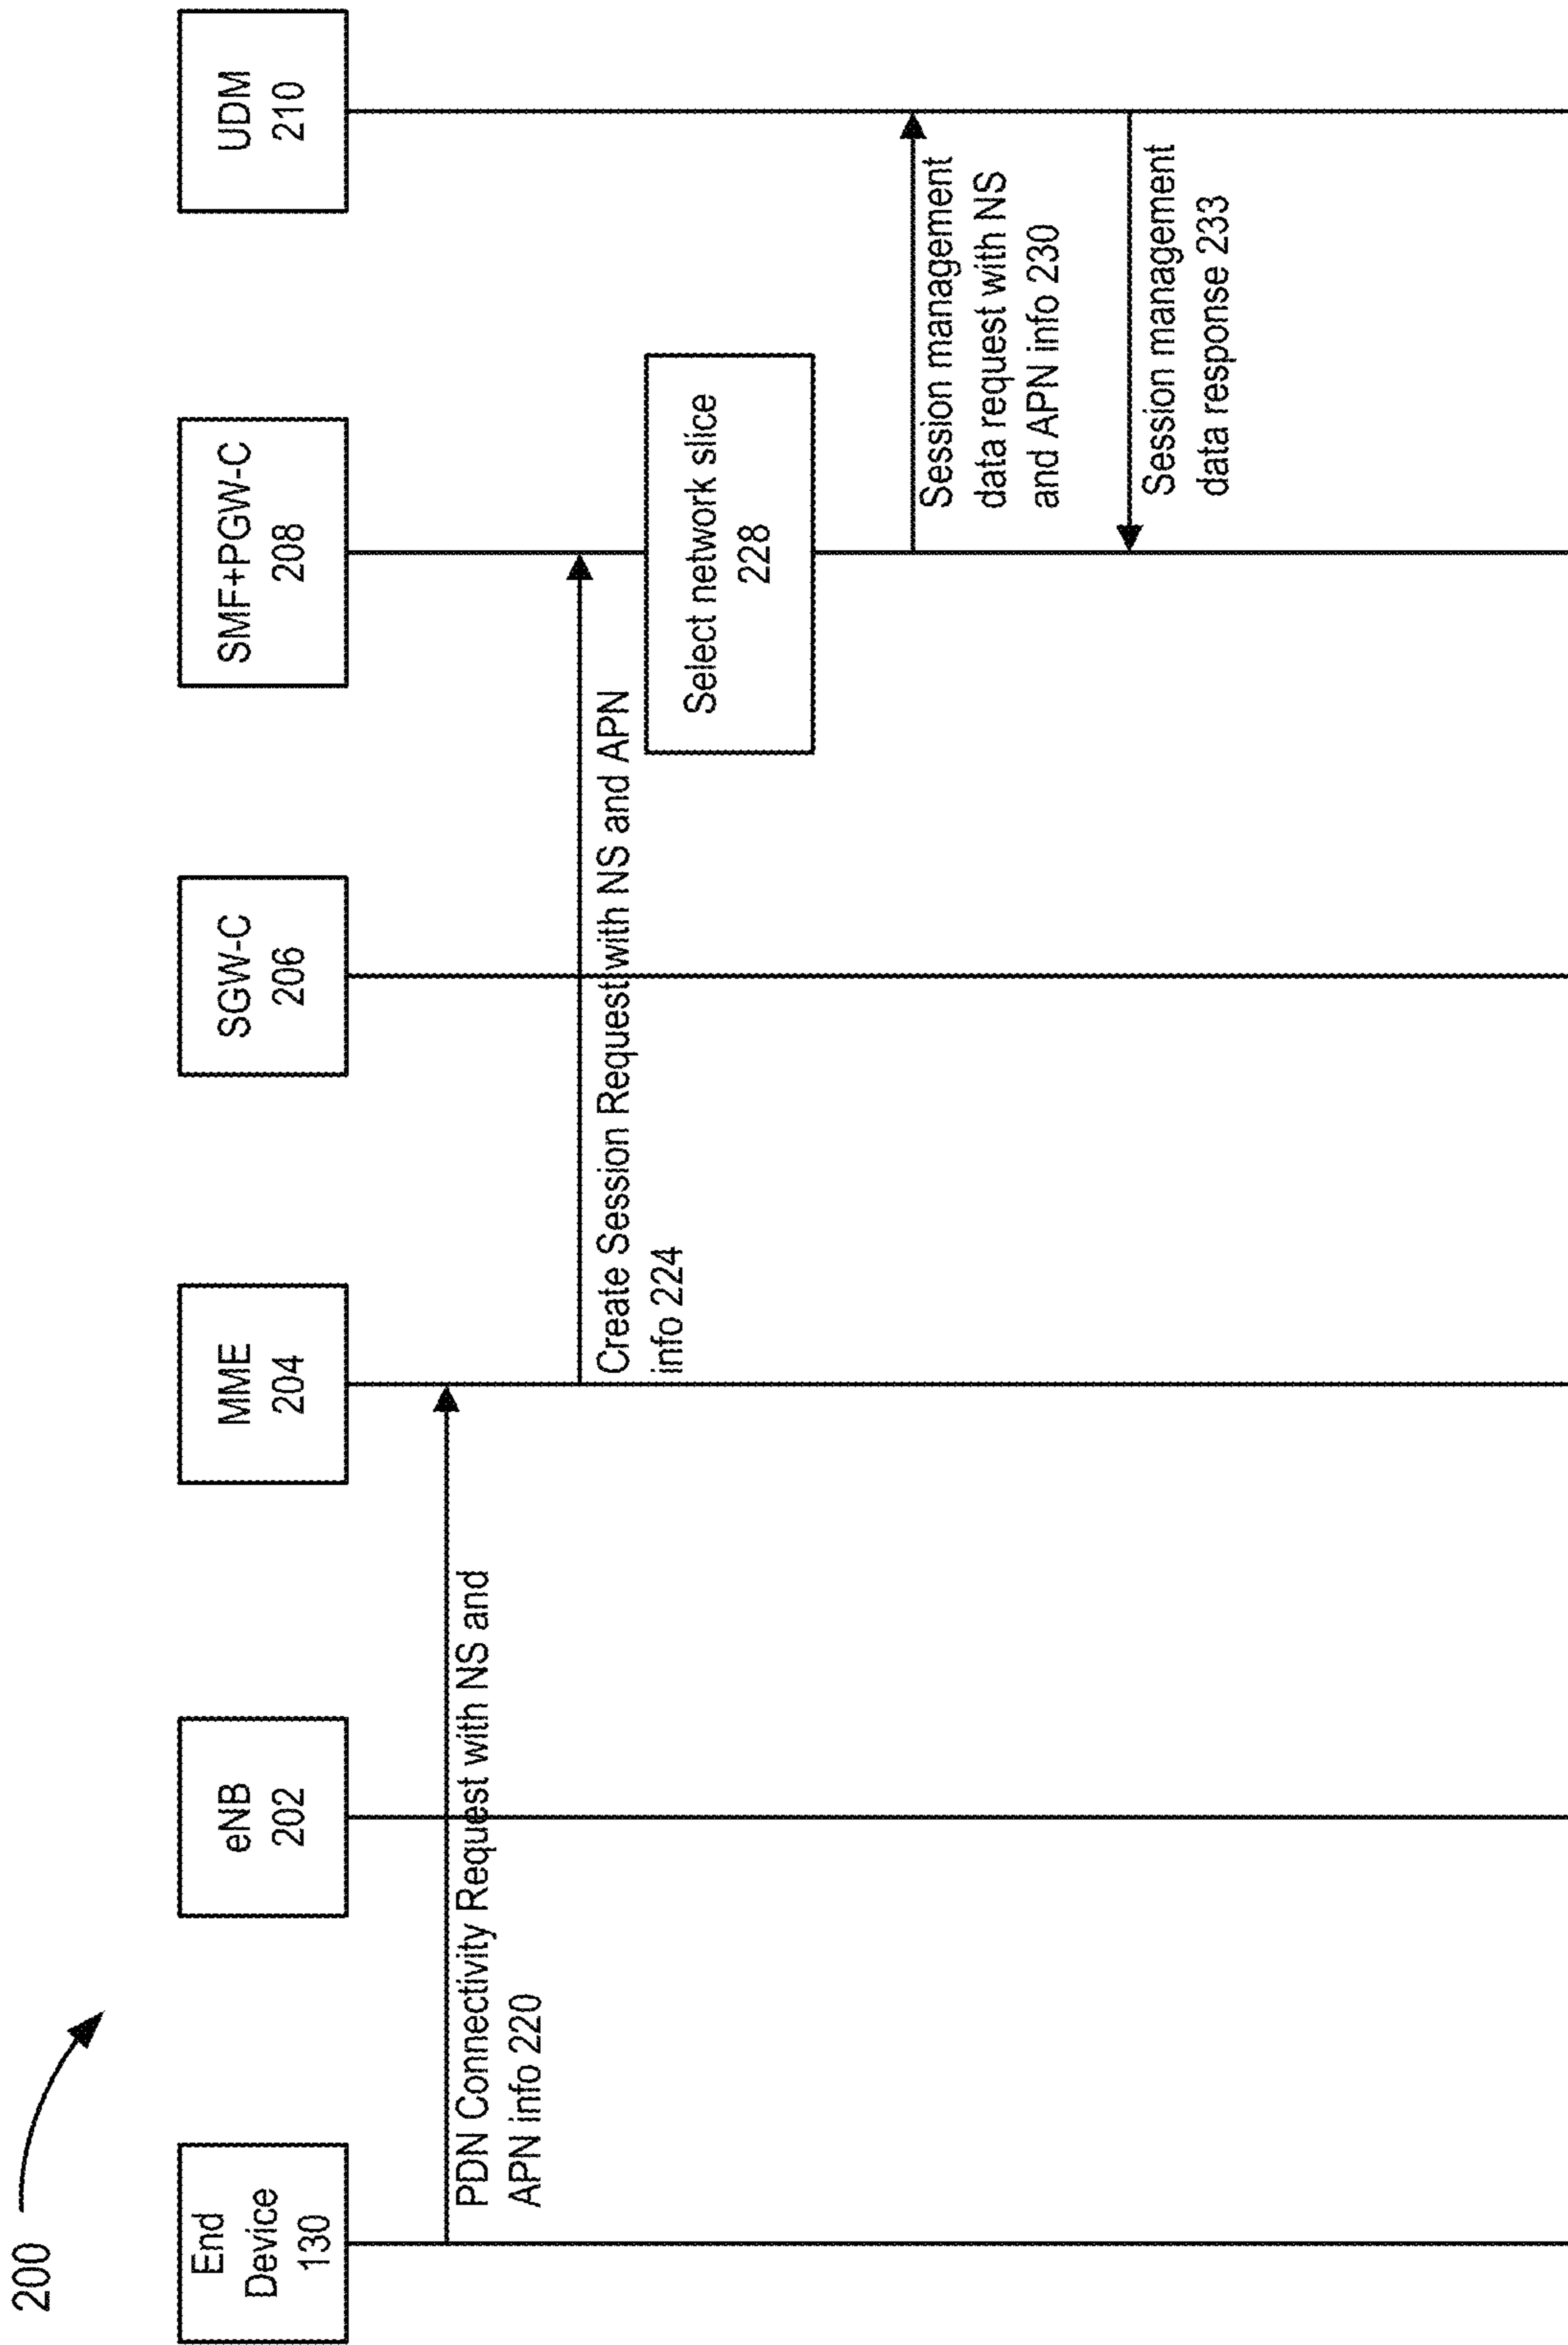 200
End
Device
130
eNB
202
MME
204
SGW-C
206
SMF+PGW-C
208
UDM
210
PDN Connectivity Request with NS and
APN info 220
Create Session Request with NS and APN
info 224
Select network slice
228
Session management
data request with NS
and APN info 230
Session management
data response 233